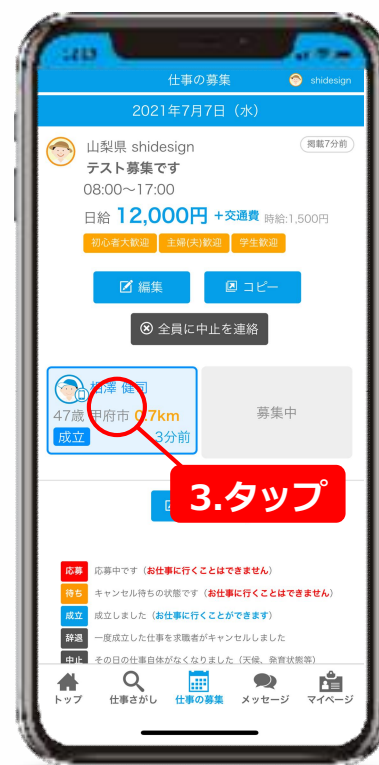 仕事の募集
shidesign
2021年7月7日（水）
山梨県 shidesign
掲載7分前
テスト募集です
08:00〜17:00
日給 12,000円 +交通費 時給:1,500円
初心者大歓迎 主婦(夫)歓迎 学生歓迎
編集
コピー
全員に中止を連絡
相澤 健司
47歳 甲府市 0.7km
成立 3分前
募集中
3.タップ
応募 応募中です（お仕事に行くことはできません）
待ち キャンセル待ちの状態です（お仕事に行くことはできません）
成立 成立しました（お仕事に行くことができます）
辞退 一度成立した仕事を求職者がキャンセルしました
中止 その日の仕事自体がなくなりました（天候、発育状態等）
トップ 仕事さがし 仕事の募集 メッセージ マイページ